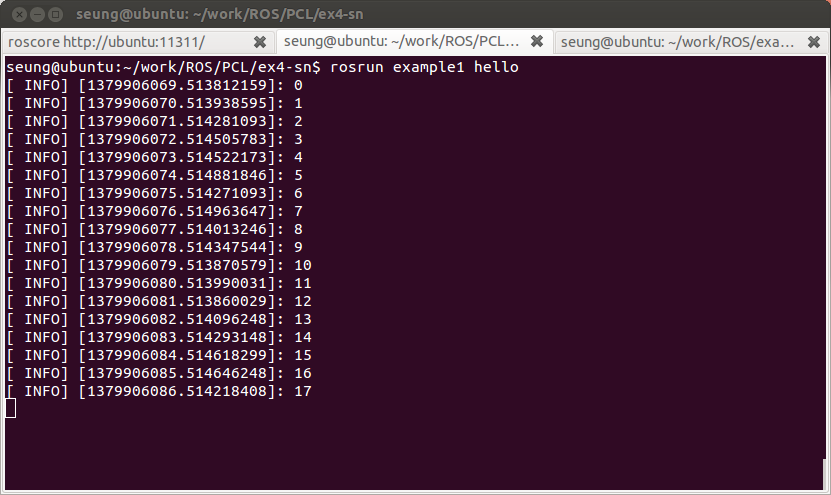 seung@ubuntu: ~/work/ROS/PCL/ex4-sn
roscore http://ubuntu:11311/
seung@ubuntu: ~/work/ROS/PCL...
seung@ubuntu: ~/work/ROS/exa...
seung@ubuntu:~/work/ROS/PCL/ex4-sn$ rosrun example1 hello
[ INFO] [1379906069.513812159]: 0
[ INFO] [1379906070.513938595]: 1
[ INFO] [1379906071.514281093]: 2
[ INFO] [1379906072.514505783]: 3
[ INFO] [1379906073.514522173]: 4
[ INFO] [1379906074.514881846]: 5
[ INFO] [1379906075.514271093]: 6
[ INFO] [1379906076.514963647]: 7
[ INFO] [1379906077.514013246]: 8
[ INFO] [1379906078.514347544]: 9
[ INFO] [1379906079.513870579]: 10
[ INFO] [1379906080.513990031]: 11
[ INFO] [1379906081.513860029]: 12
[ INFO] [1379906082.514096248]: 13
[ INFO] [1379906083.514293148]: 14
[ INFO] [1379906084.514618299]: 15
[ INFO] [1379906085.514646248]: 16
[ INFO] [1379906086.514218408]: 17